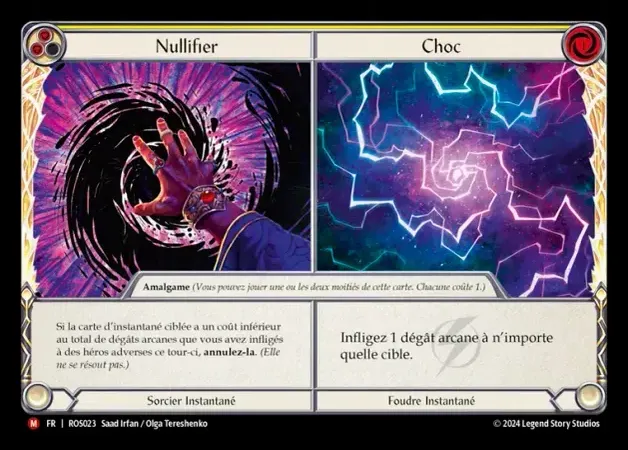 Nullifier
Choc
Amalgame (Vous pouvez jouer une ou les deux moitiés de cette carte. Chacune coûte 1.)
Si la carte d'instantané ciblée a un coût inférieur
au total de dégâts arcanes que vous avez infligés
à des héros adverses ce tour-ci, annulez-la. (Elle
ne se résout pas.)
Infligez 1 dégât arcane à n'importe
quelle cible.
Sorcier Instantané
Foudre Instantané
M FR | ROS023 Saad Irfan / Olga Tereshenko
© 2024 Legend Story Studios